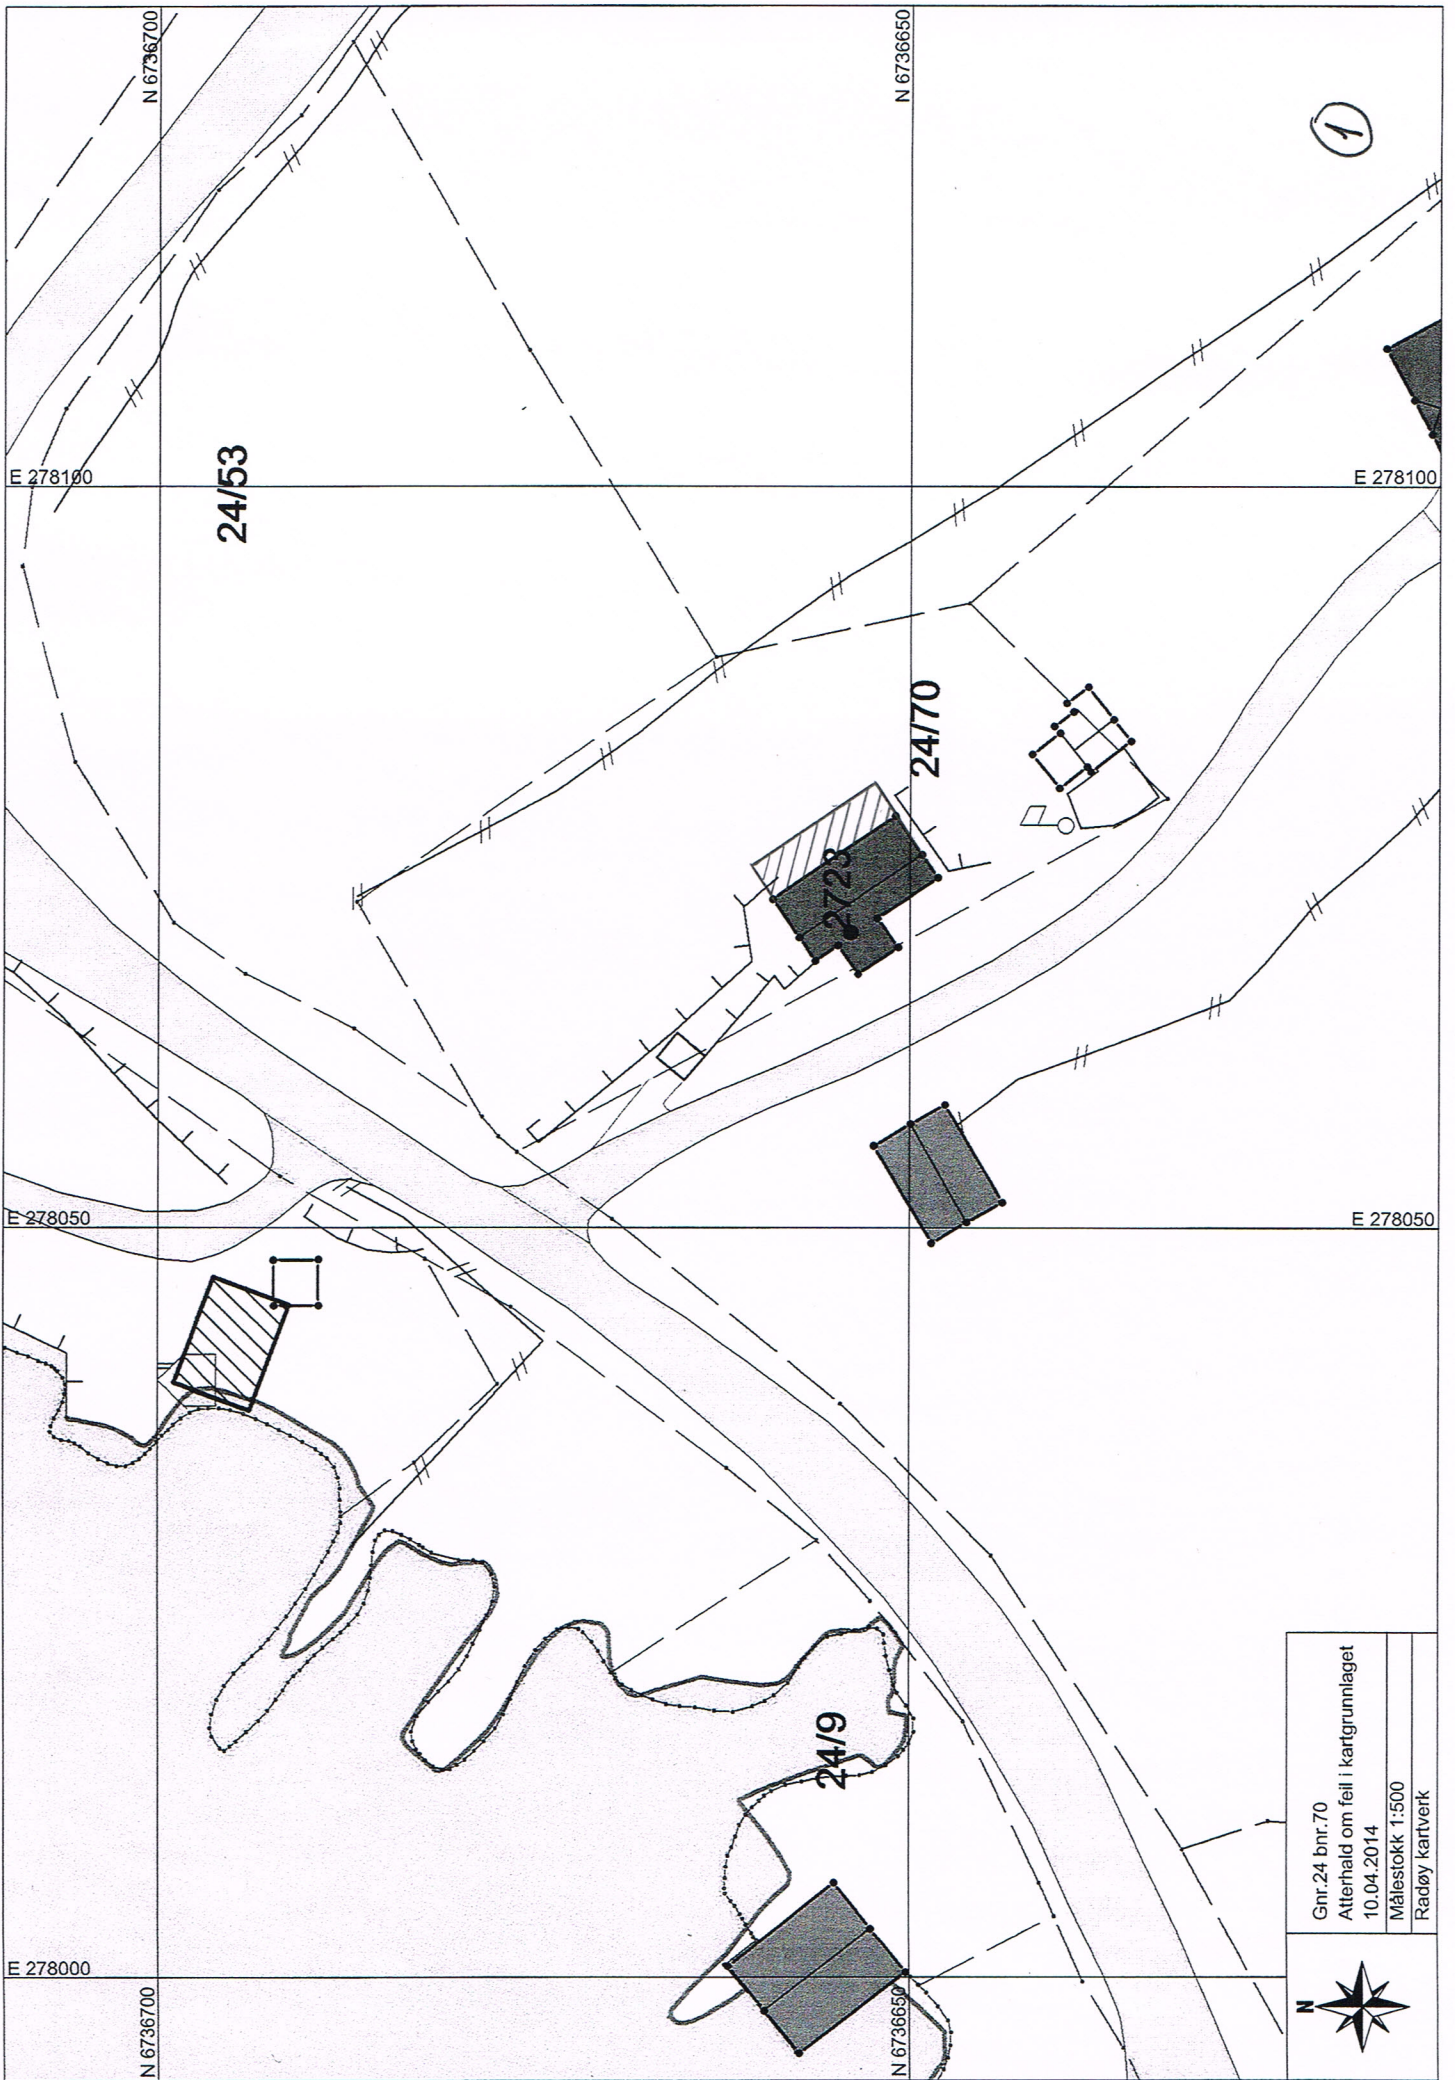 N 6736700
N 6736650
1
E 278100
24/53
E 278100
24/70
2723
E 278050
E 278050
24/9
E 278000
N 6736700
N 6736650
Gnr.24 bnr.70
Atterhald om feil i kartgrunnlaget
10.04.2014
Målestokk 1:500
Radøy kartverk
N